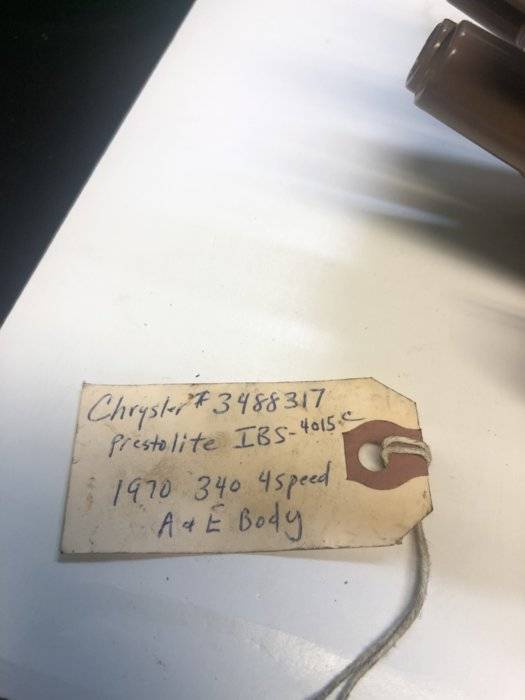 Chrysler # 3488317
Prestolite IBS-4015c
1970 340 4speed
A & E Body